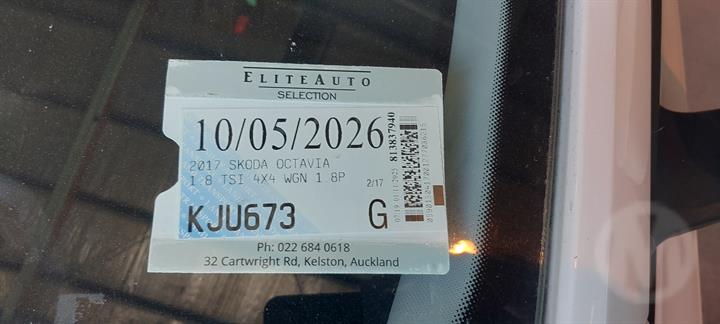 ELITEAUTO
SELECTION
10/05/2026
2017 SKODA OCTAVIA
1.8 TSI 4X4 WGN 1.8P
2/17
KJU673
G
813837940
Ph: 022 684 0618
32 Cartwright Rd, Kelston, Auckland